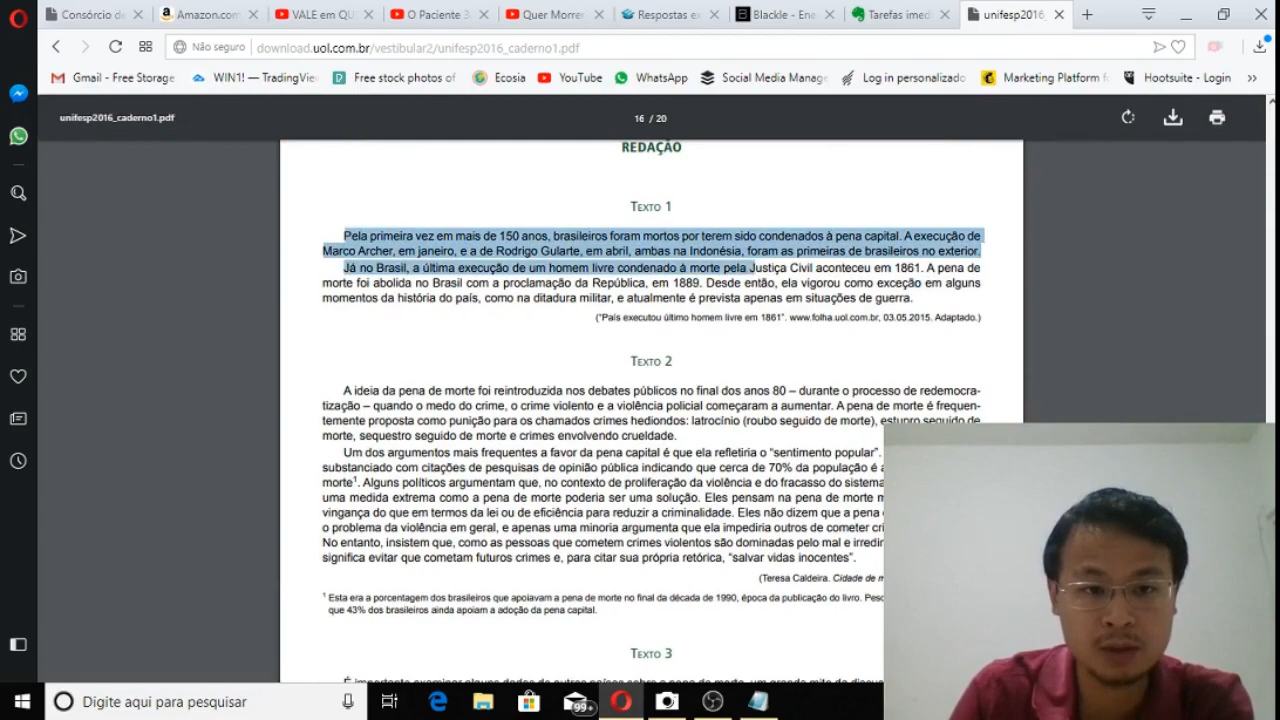 Consórcio de
Amazon.com
VALE em QU
O Paciente 3
Quer Morrer
Respostas ex
Blackle - Ene
Tarefas imed
unifesp2016_
Não seguro
download.uol.com.br/vestibular2/unifesp2016_caderno1.pdf
Gmail - Free Storage
WIN1! — TradingVie
Free stock photos of
Ecosia
YouTube
WhatsApp
Social Media Manag
Log in personalizado
Marketing Platform f
Hootsuite - Login
unifesp2016_caderno1.pdf
16 / 20
REDAÇÃO
TEXTO 1
Pela primeira vez em mais de 150 anos, brasileiros foram mortos por terem sido condenados à pena capital. A execução de
Marco Archer, em janeiro, e a de Rodrigo Gularte, em abril, ambas na Indonésia, foram as primeiras de brasileiros no exterior.
Já no Brasil, a última execução de um homem livre condenado à morte pela Justiça Civil aconteceu em 1861. A pena de
morte foi abolida no Brasil com a proclamação da República, em 1889. Desde então, ela vigorou como exceção em alguns
momentos da história do país, como na ditadura militar, e atualmente é prevista apenas em situações de guerra.
("País executou último homem livre em 1861". www.folha.uol.com.br, 03.05.2015. Adaptado.)
TEXTO 2
A ideia da pena de morte foi reintroduzida nos debates públicos no final dos anos 80 – durante o processo de redemocra-
tização – quando o medo do crime, o crime violento e a violência policial começaram a aumentar. A pena de morte é frequen-
temente proposta como punição para os chamados crimes hediondos: latrocínio (roubo seguido de morte), estupro seguido de
morte, sequestro seguido de morte e crimes envolvendo crueldade.
Um dos argumentos mais frequentes a favor da pena capital é que ela refletiria o "sentimento popular".
substanciado com citações de pesquisas de opinião pública indicando que cerca de 70% da população é a
morte¹. Alguns políticos argumentam que, no contexto de proliferação da violência e do fracasso do sistema
uma medida extrema como a pena de morte poderia ser uma solução. Eles pensam na pena de morte m
vingança do que em termos da lei ou de eficiência para reduzir a criminalidade. Eles não dizem que a pena
o problema da violência em geral, e apenas uma minoria argumenta que ela impediria outros de cometer cri
No entanto, insistem que, como as pessoas que cometem crimes violentos são dominadas pelo mal e irredi
significa evitar que cometam futuros crimes e, para citar sua própria retórica, "salvar vidas inocentes".
(Teresa Caldeira. Cidade de m
¹ Esta era a porcentagem dos brasileiros que apoiavam a pena de morte no final da década de 1990, época da publicação do livro. Pesq
que 43% dos brasileiros ainda apoiam a adoção da pena capital.
TEXTO 3
É importante examinar alguns dados de outros países sobre a pena de morte, um grande mito da
Digite aqui para pesquisar
99+